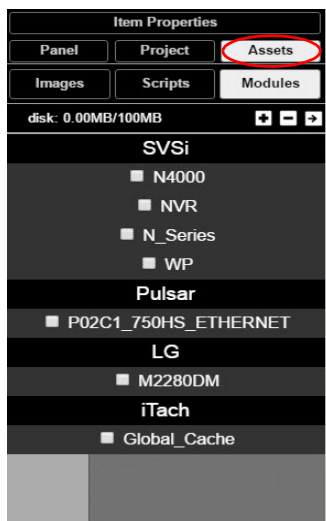 Item Properties
Panel Project Assets
Images Scripts Modules
disk: 0.00MB/100MB
SVSi
N4000
NVR
N_Series
WP
Pulsar
P02C1_750HS_ETHERNET
LG
M2280DM
iTach
Global_Cache